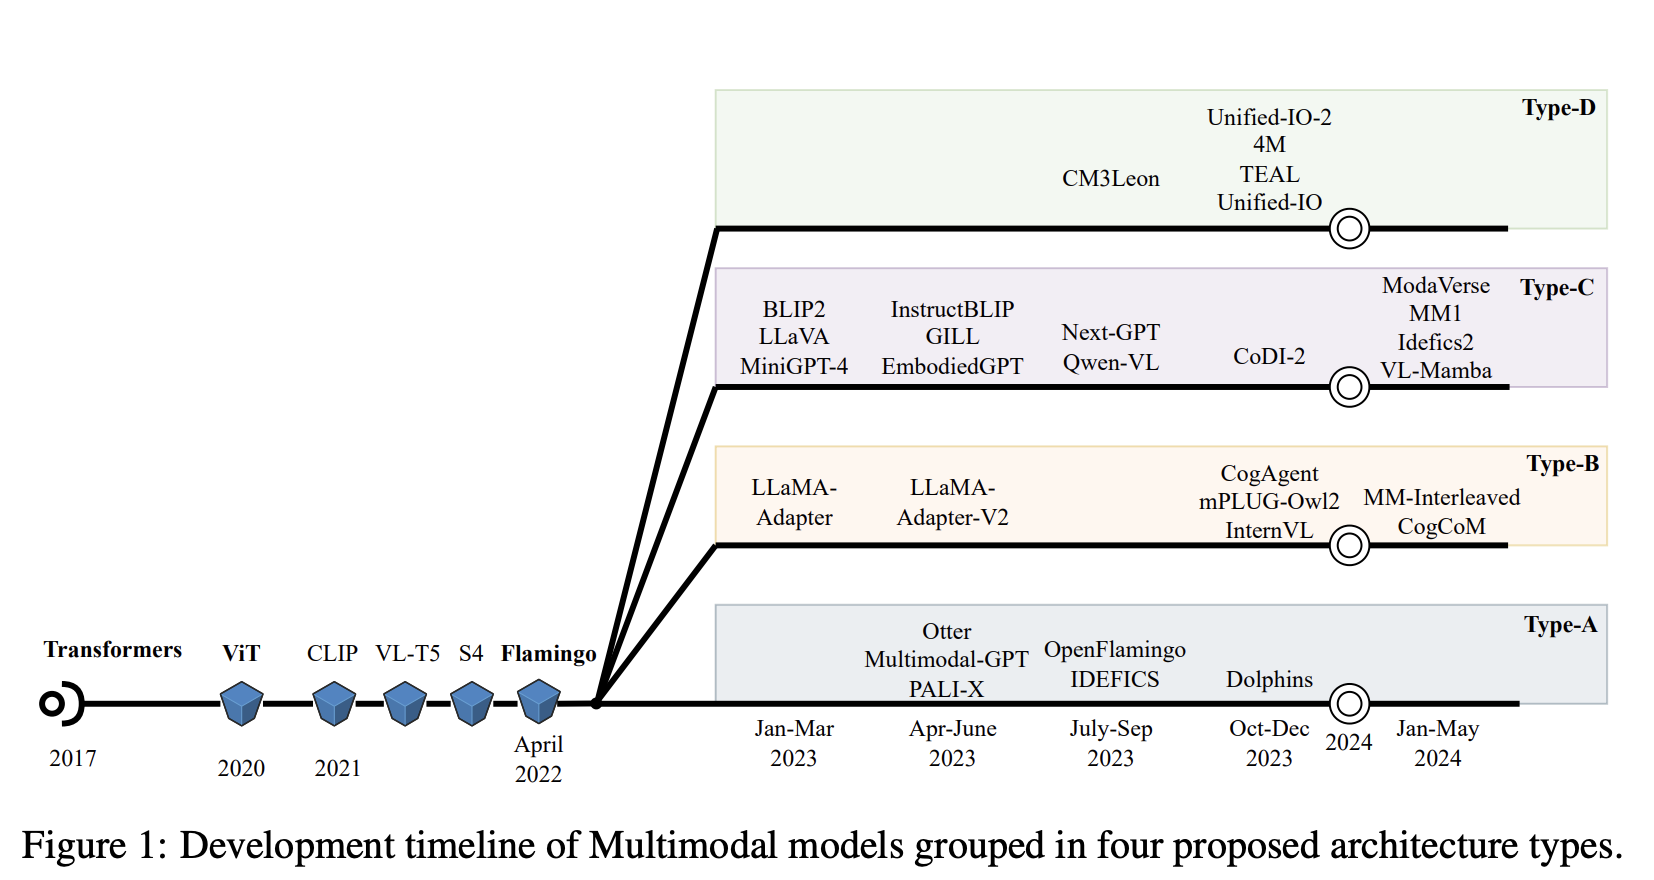 Type-D
Unified-IO-2
4M
TEAL
Unified-IO
CM3Leon
Type-C
BLIP2
LLaVA
MiniGPT-4
InstructBLIP
GILL
EmbodiedGPT
Next-GPT
Qwen-VL
CoDI-2
ModaVerse
MM1
Idefics2
VL-Mamba
Type-B
LLaMA-
Adapter
LLaMA-
Adapter-V2
CogAgent
mPLUG-Owl2
InternVL
MM-Interleaved
CogCoM
Type-A
Otter
Multimodal-GPT
PALI-X
OpenFlamingo
IDEFICS
Dolphins
Transformers
ViT
CLIP
VL-T5
S4
Flamingo
2017
2020
2021
April
2022
Jan-Mar
2023
Apr-June
2023
July-Sep
2023
Oct-Dec
2023
2024
Jan-May
2024
Figure 1: Development timeline of Multimodal models grouped in four proposed architecture types.